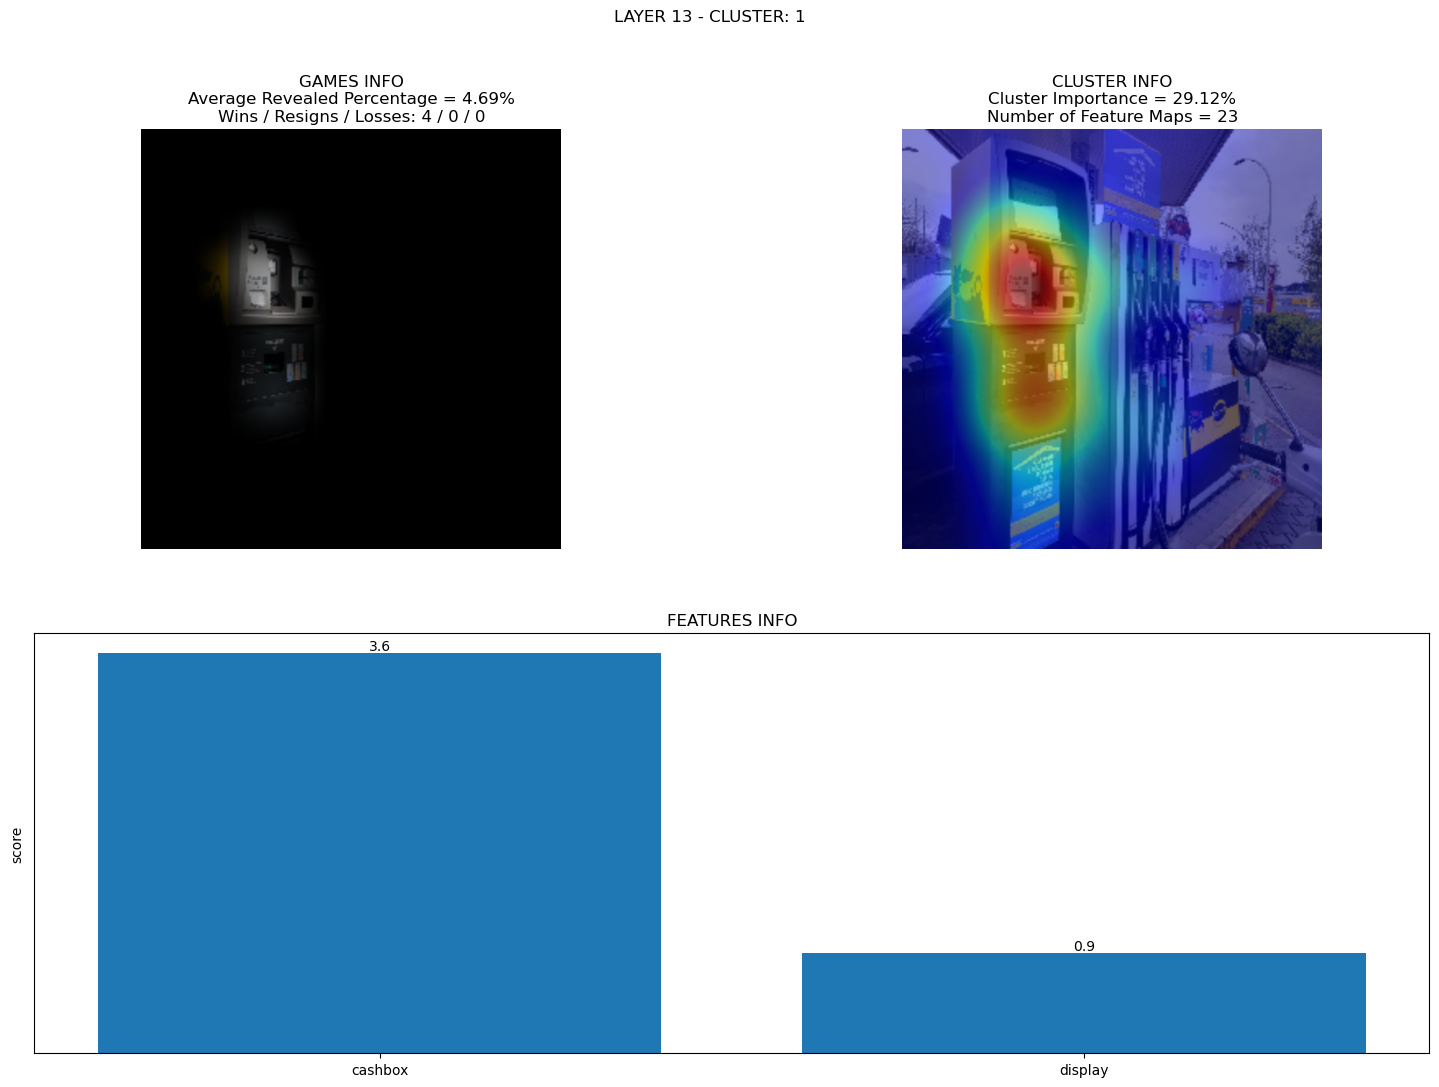 LAYER 13 - CLUSTER: 1
GAMES INFO
Average Revealed Percentage = 4.69%
Wins / Resigns / Losses: 4 / 0 / 0
CLUSTER INFO
Cluster Importance = 29.12%
Number of Feature Maps = 23
FEATURES INFO
3.6
0.9
score
cashbox
display